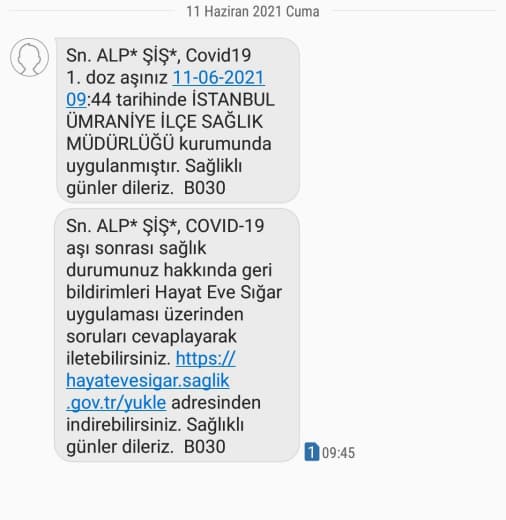 11 Haziran 2021 Cuma
Sn. ALP* ŞİŞ*, Covid19
1. doz aşınız 11-06-2021
09:44 tarihinde İSTANBUL
ÜMRANİYE İLÇE SAĞLIK
MÜDÜRLÜĞÜ kurumunda
uygulanmıştır. Sağlıklı
günler dileriz.  B030
Sn. ALP* ŞİŞ*, COVID-19
aşı sonrası sağlık
durumunuz hakkında geri
bildirimleri Hayat Eve Sığar
uygulaması üzerinden
soruları cevaplayarak
iletebilirsiniz. https://
hayatevesigar.saglik
.gov.tr/yukle adresinden
indirebilirsiniz. Sağlıklı
günler dileriz.  B030
1 09:45